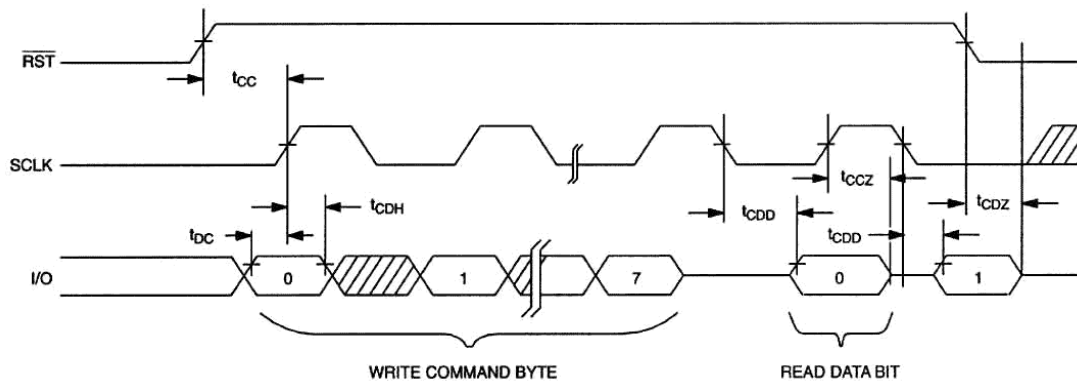 RST
tCC
SCLK
tCCZ
tCDH
tCDD
tCDZ
tDC
tCDD
I/O
0
1
7
0
1
WRITE COMMAND BYTE
READ DATA BIT